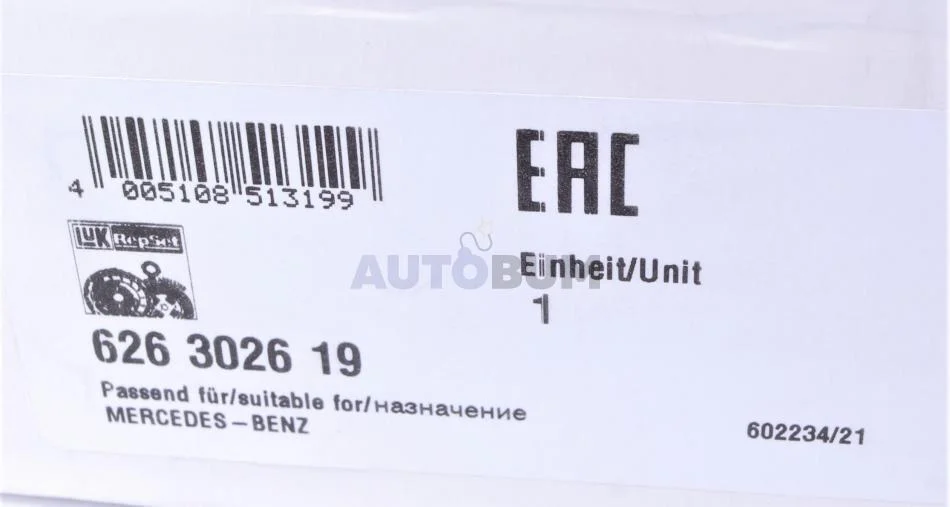 4 005108 513199
EAC
LuK RepSet
AUTOBUM
Einheit/Unit
1
626 3026 19
Passend für/suitable for/назначение
MERCEDES-BENZ
602234/21